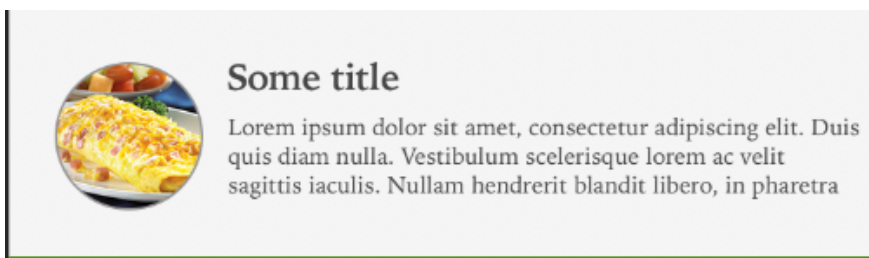 Some title
Lorem ipsum dolor sit amet, consectetur adipiscing elit. Duis
quis diam nulla. Vestibulum scelerisque lorem ac velit
sagittis iaculis. Nullam hendrerit blandit libero, in pharetra